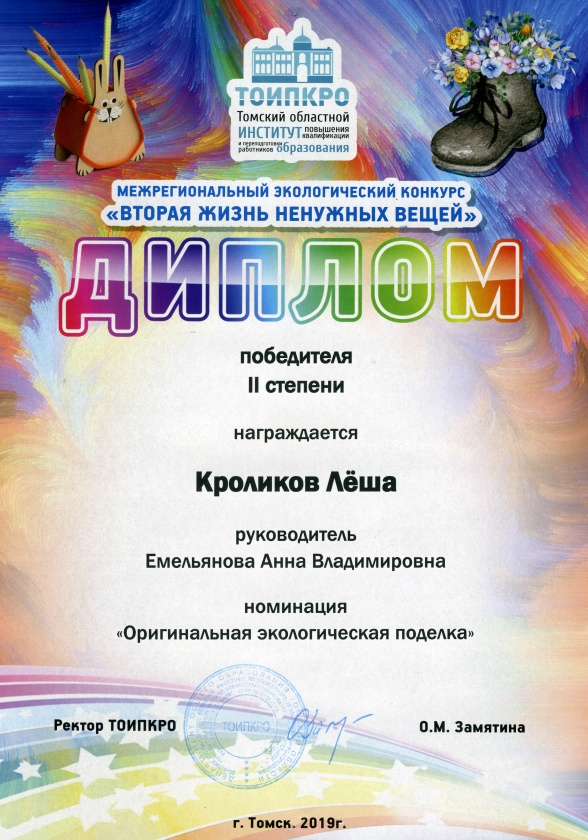 ТОИПКРО
Томский областной
ИНСТИТУТ повышения квалификации
и переподготовки работников образования
МЕЖРЕГИОНАЛЬНЫЙ ЭКОЛОГИЧЕСКИЙ КОНКУРС
«ВТОРАЯ ЖИЗНЬ НЕНУЖНЫХ ВЕЩЕЙ»
ДИПЛОМ
победителя
II степени
награждается
Кроликов Лёша
руководитель
Емельянова Анна Владимировна
номинация
«Оригинальная экологическая поделка»
Ректор ТОИПКРО
ТОИПКРО
О.М. Замятина
г. Томск. 2019г.